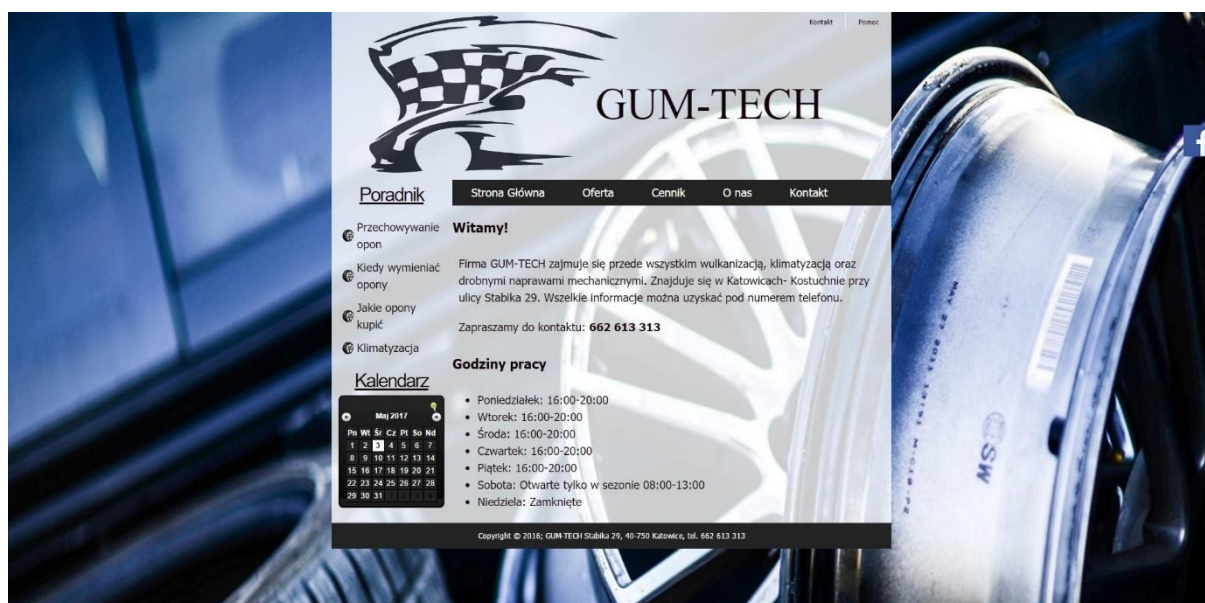 Kontakt Pomoc
GUM-TECH
Strona Główna Oferta Cennik O nas Kontakt
Poradnik
Przechowywanie
opon
Kiedy wymieniać
opony
Jakie opony
kupić
Klimatyzacja
Kalendarz
Maj 2017
Pn Wt Śr Cz Pt So Nd
1 2 3 4 5 6 7
8 9 10 11 12 13 14
15 16 17 18 19 20 21
22 23 24 25 26 27 28
29 30 31 1 2 3 4
Witamy!
Firma GUM-TECH zajmuje się przede wszystkim wulkanizacją, klimatyzacją oraz
drobnymi naprawami mechanicznymi. Znajduje się w Katowicach- Kostuchnie przy
ulicy Stabika 29. Wszelkie informacje można uzyskać pod numerem telefonu.
Zapraszamy do kontaktu: 662 613 313
Godziny pracy
Poniedziałek: 16:00-20:00
Wtorek: 16:00-20:00
Środa: 16:00-20:00
Czwartek: 16:00-20:00
Piątek: 16:00-20:00
Sobota: Otwarte tylko w sezonie 08:00-13:00
Niedziela: Zamknięte
Copyright © 2016; GUM-TECH Stabika 29, 40-750 Katowice, tel. 662 613 313
f
MAY 27 2011